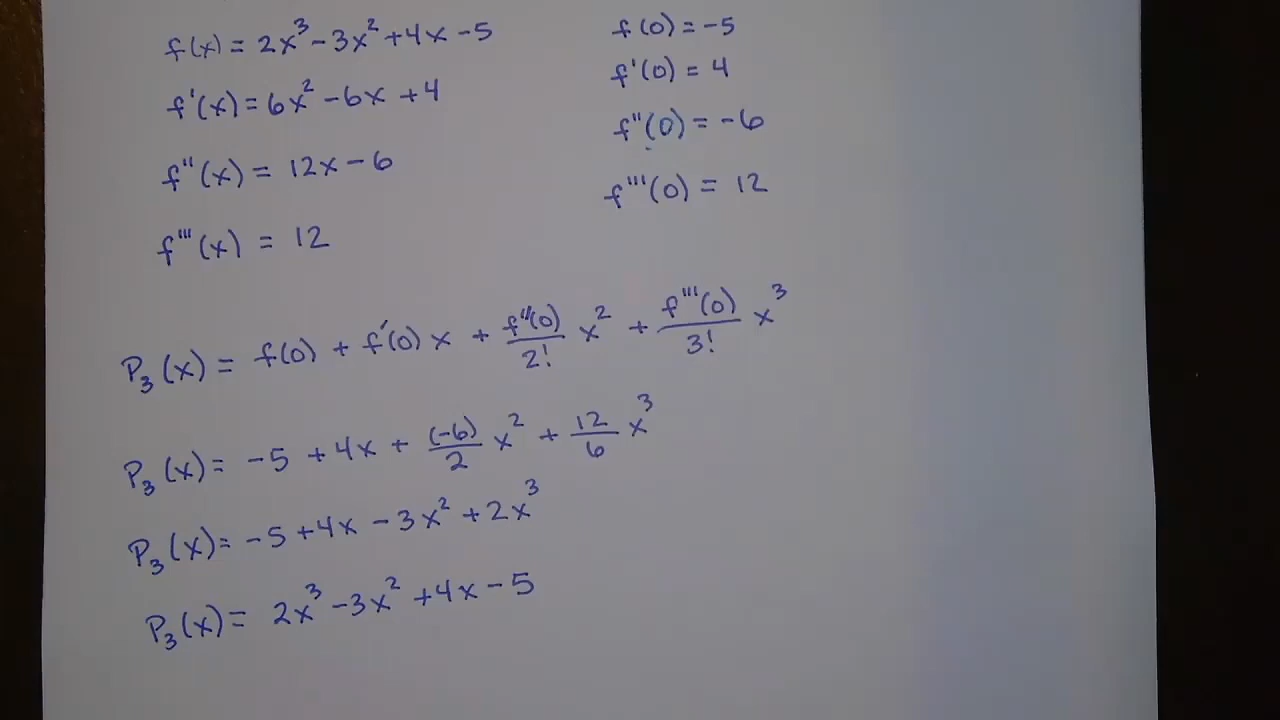 f(x) = 2x³ - 3x² + 4x - 5
f(0) = -5
f'(x) = 6x² - 6x + 4
f'(0) = 4
f''(x) = 12x - 6
f''(0) = -6
f'''(x) = 12
f'''(0) = 12
P₃(x) = f(0) + f'(0) x + f''(0)/2! x² + f'''(0)/3! x³
P₃(x) = -5 + 4x + (-6)/2 x² + 12/6 x³
P₃(x) = -5 + 4x - 3x² + 2x³
P₃(x) = 2x³ - 3x² + 4x - 5